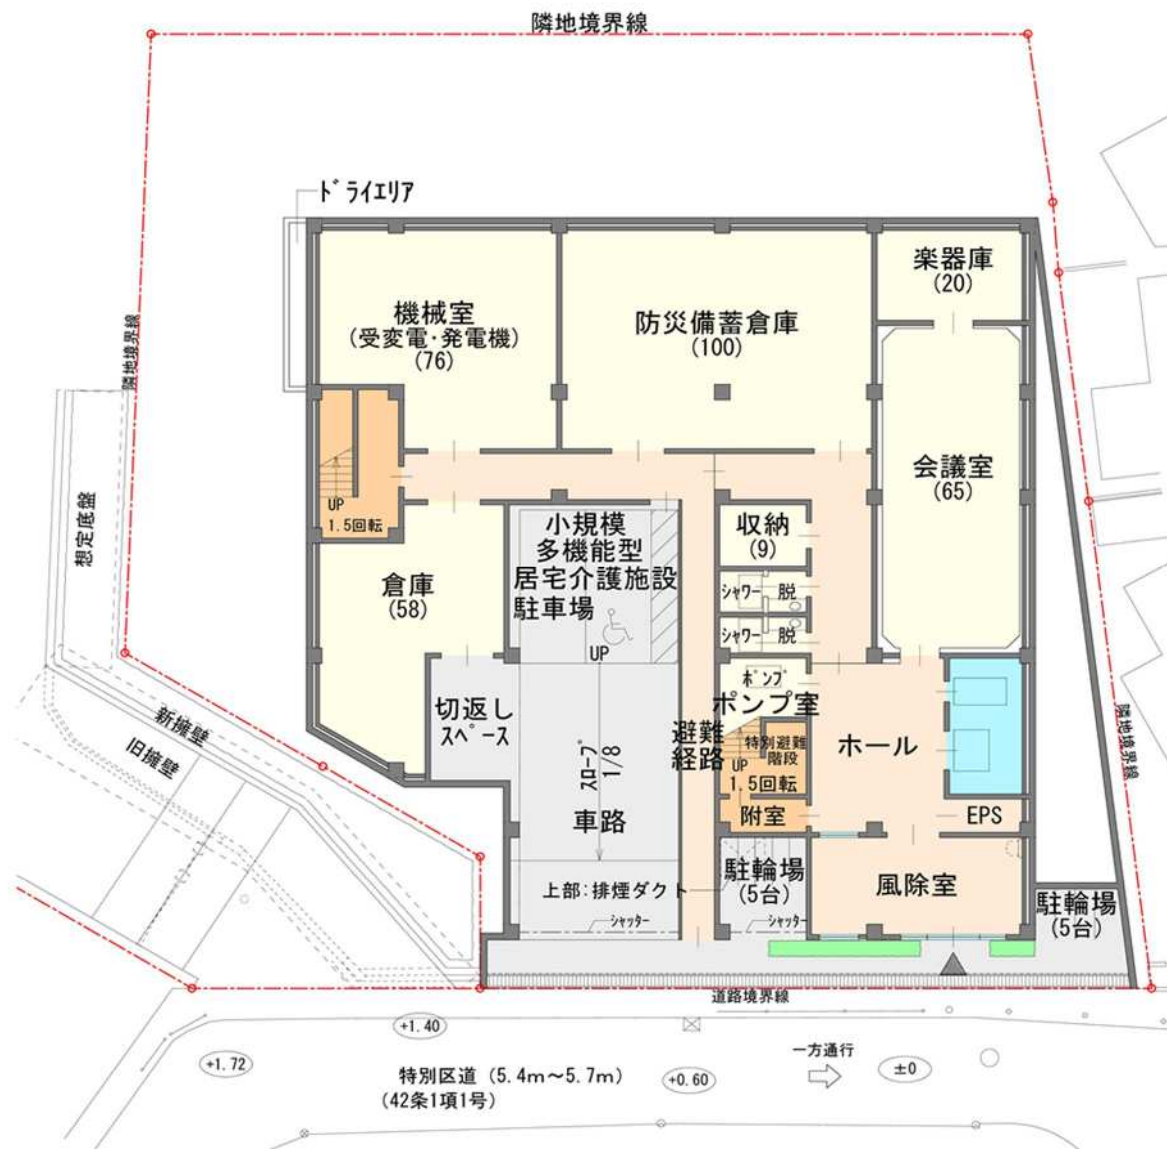 隣地境界線
ドライエリア
機械室
(受変電・発電機)
(76)
防災備蓄倉庫
(100)
楽器庫
(20)
隣地境界線
会議室
(65)
想定底盤
UP
1.5回転
倉庫
(58)
小規模
多機能型
居宅介護施設
駐車場
UP
収納
(9)
シャワー 脱
シャワー 脱
ポンプ
ポンプ室
切返し
スペース
新擁壁
旧擁壁
スロープ
1/8
車路
避難
経路
特別避難
階段
UP
1.5回転
附室
ホール
EPS
隣地境界線
上部:排煙ダクト
駐輪場
(5台)
風除室
駐輪場
(5台)
シャッター
シャッター
道路境界線
+1.40
+1.72
特別区道 (5.4m~5.7m)
(42条1項1号)
+0.60
一方通行
±0